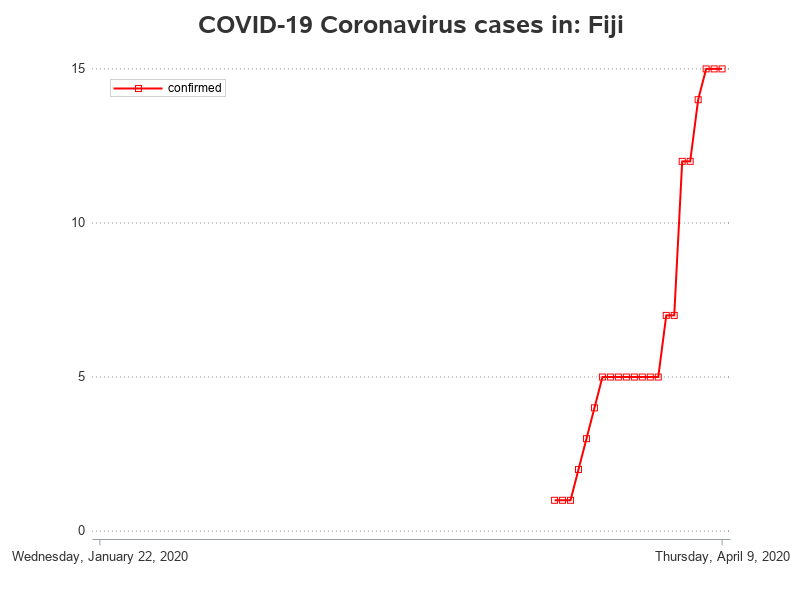 COVID-19 Coronavirus cases in: Fiji
15
confirmed
10
5
0
Wednesday, January 22, 2020
Thursday, April 9, 2020